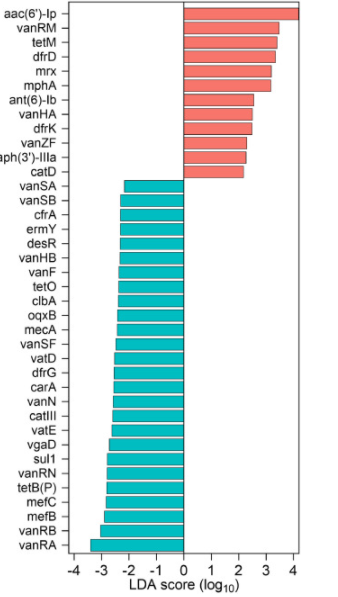 aac(6')-Ip
vanRM
tetM
dfrD
mrx
mphA
ant(6)-Ib
vanHA
dfrK
vanZF
aph(3')-IIIa
catD
vanSA
vanSB
cfrA
ermY
desR
vanHB
vanF
tetO
clbA
oqxB
mecA
vanSF
vatD
dfrG
carA
vanN
catIII
vatE
vgaD
sul1
vanRN
tetB(P)
mefC
mefB
vanRB
vanRA
-4 -3 -2 -1 0 1 2 3 4
LDA score (log10)